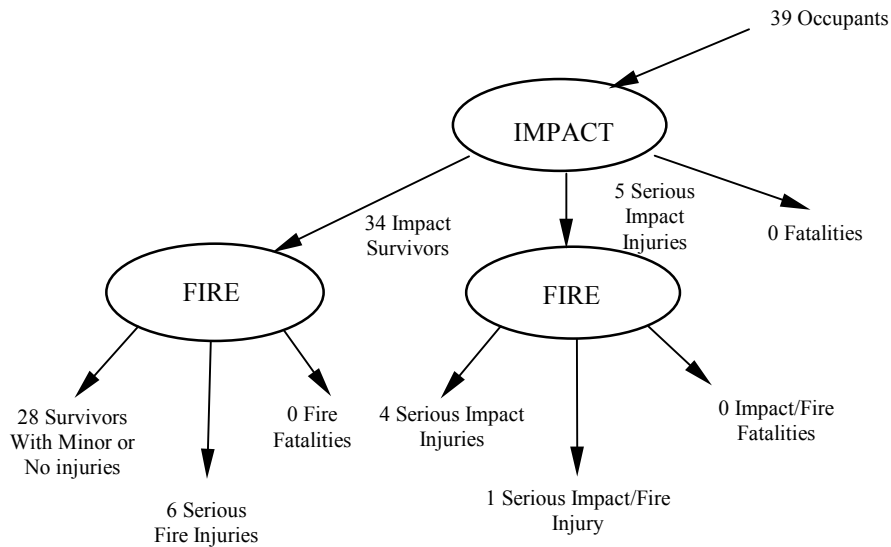 39 Occupants
IMPACT
34 Impact
Survivors
5 Serious
Impact
Injuries
0 Fatalities
FIRE
FIRE
28 Survivors
With Minor or
No injuries
6 Serious
Fire Injuries
0 Fire
Fatalities
4 Serious Impact
Injuries
1 Serious Impact/Fire
Injury
0 Impact/Fire
Fatalities